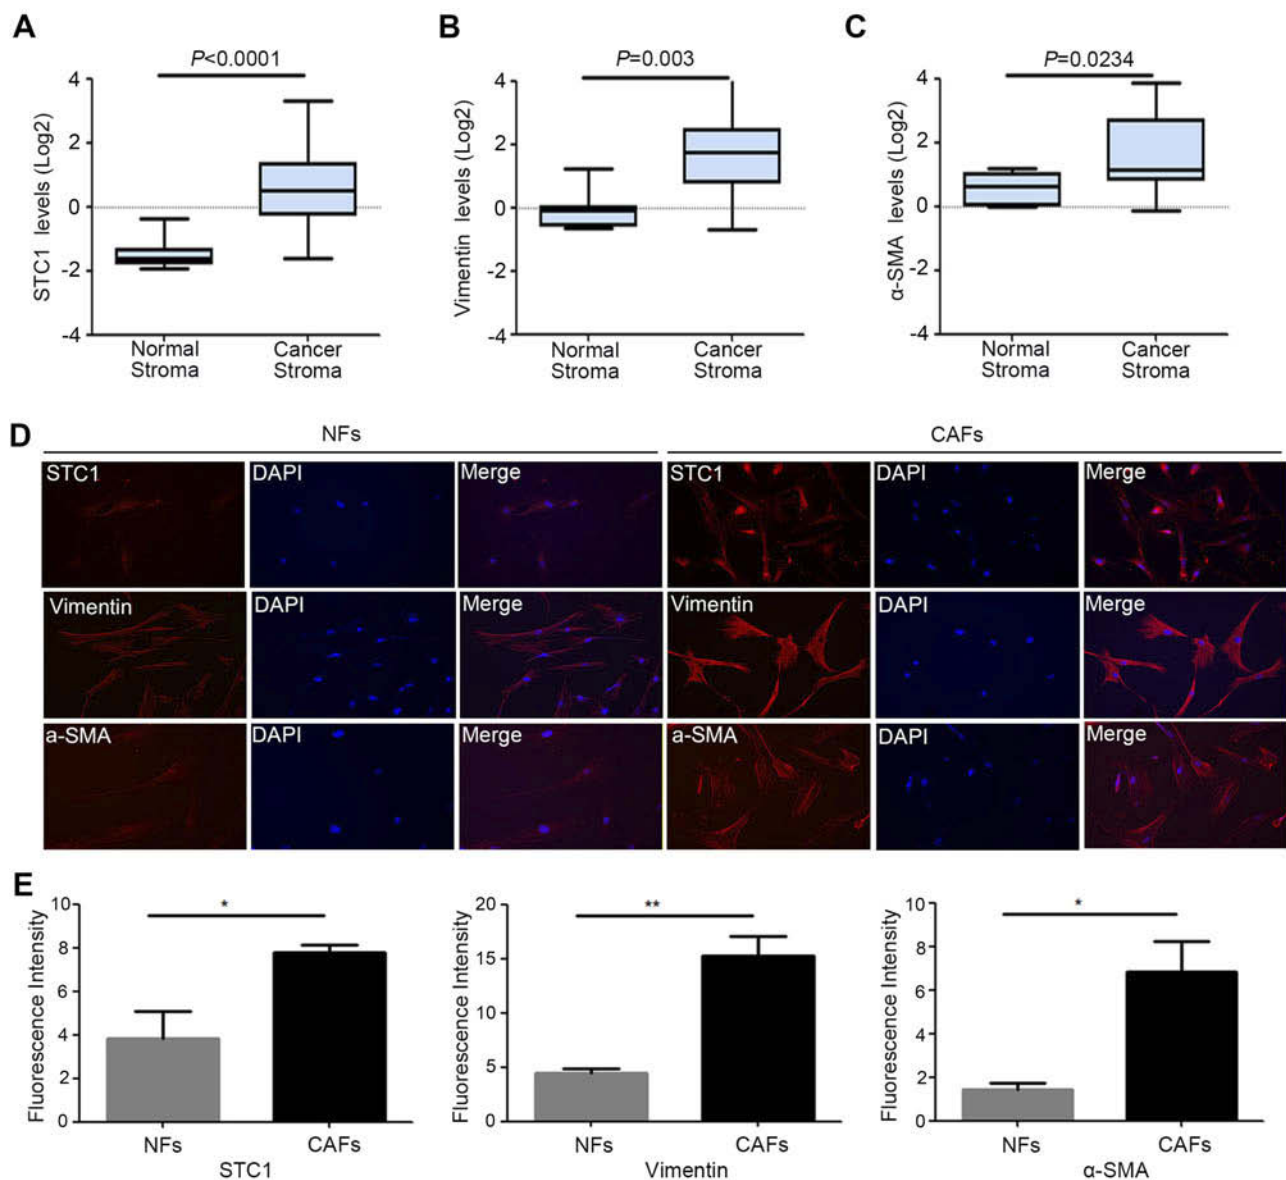 A
P<0.0001
STC1 levels (Log2)
4
2
0
-2
-4
Normal
Stroma
Cancer
Stroma
B
P=0.003
Vimentin levels (Log2)
4
2
0
2
-4
Normal
Stroma
Cancer
Stroma
C
P=0.0234
α-SMA levels (Log2)
4
2
0
2
-4
Normal
Stroma
Cancer
Stroma
D
NFs
CAFs
STC1
DAPI
Merge
STC1
DAPI
Merge
Vimentin
DAPI
Merge
Vimentin
DAPI
Merge
a-SMA
DAPI
Merge
a-SMA
DAPI
Merge
E
Fluorescence Intensity
10
8
6
4
2
0
*
NFs
CAFs
STC1
Fluorescence Intensity
20
15
10
5
0
**
NFs
CAFs
Vimentin
Fluorescence Intensity
10
8
6
4
2
0
*
NFs
CAFs
α-SMA